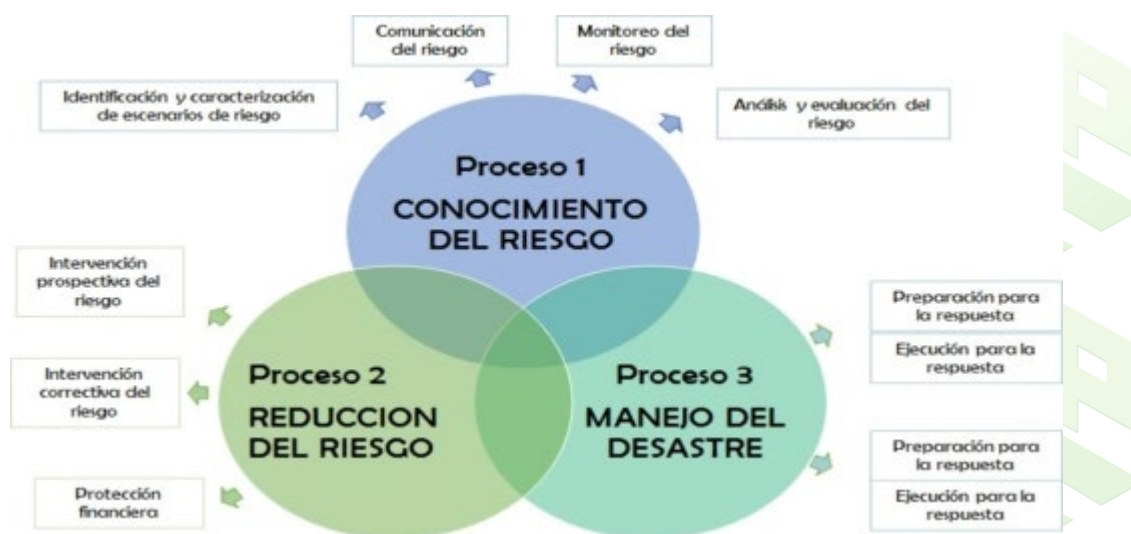 Comunicación
del riesgo
Monitoreo del
riesgo
Identificación y caracterización
de escenarios de riesgo
Análisis y evaluación del
riesgo
Proceso 1
CONOCIMIENTO
DEL RIESGO
Intervención
prospectiva del
riesgo
Intervención
correctiva del
riesgo
Protección
financiera
Proceso 2
REDUCCION
DEL RIESGO
Proceso 3
MANEJO DEL
DESASTRE
Preparación para
la respuesta
Ejecución para la
respuesta
Preparación para
la respuesta
Ejecución para la
respuesta